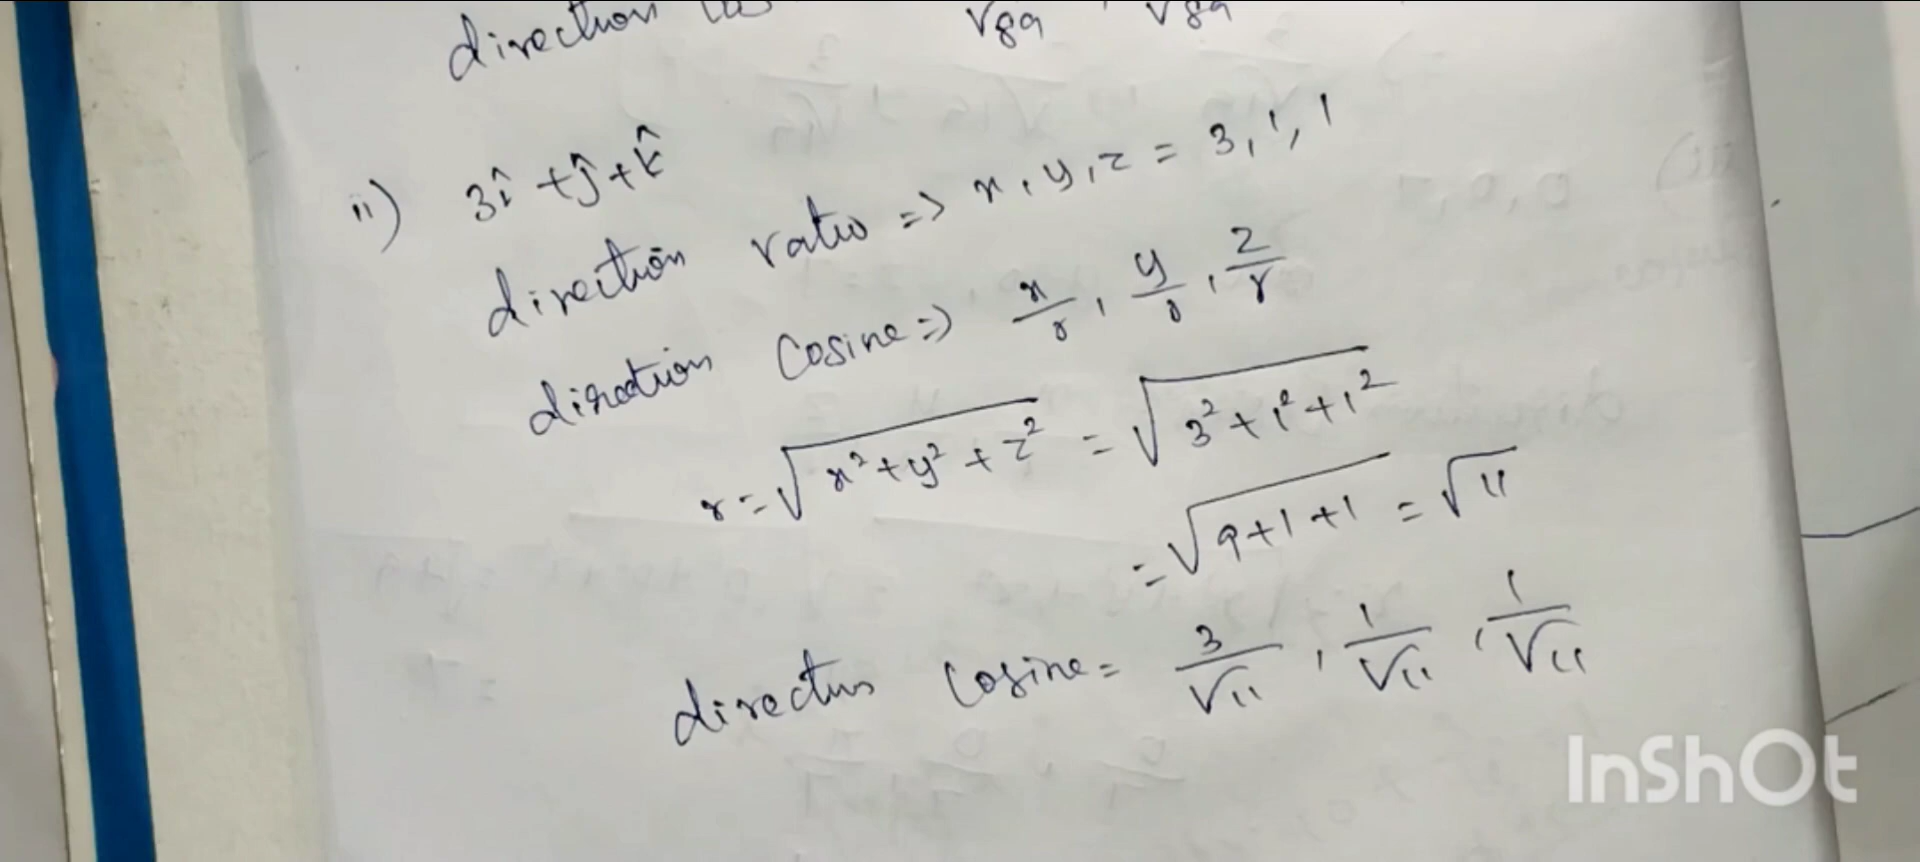 direction √89, √89
ii) 3î + ĵ + k̂
direction ratio => x, y, z = 3, 1, 1
direction cosine => x/r, y/r, z/r
r = √(x² + y² + z²) = √(3² + 1² + 1²)
= √(9+1+1) = √11
direction cosine = 3/√11, 1/√11, 1/√11
InShOt